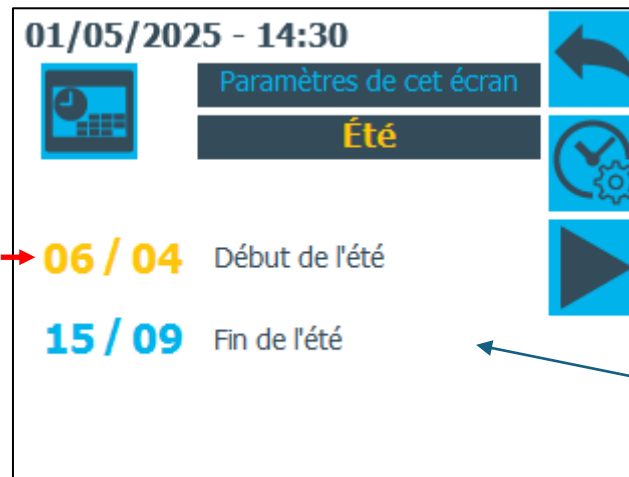 01/05/2025 - 14:30
Paramètres de cet écran
Été
06 / 04 Début de l'été
15 / 09 Fin de l'été